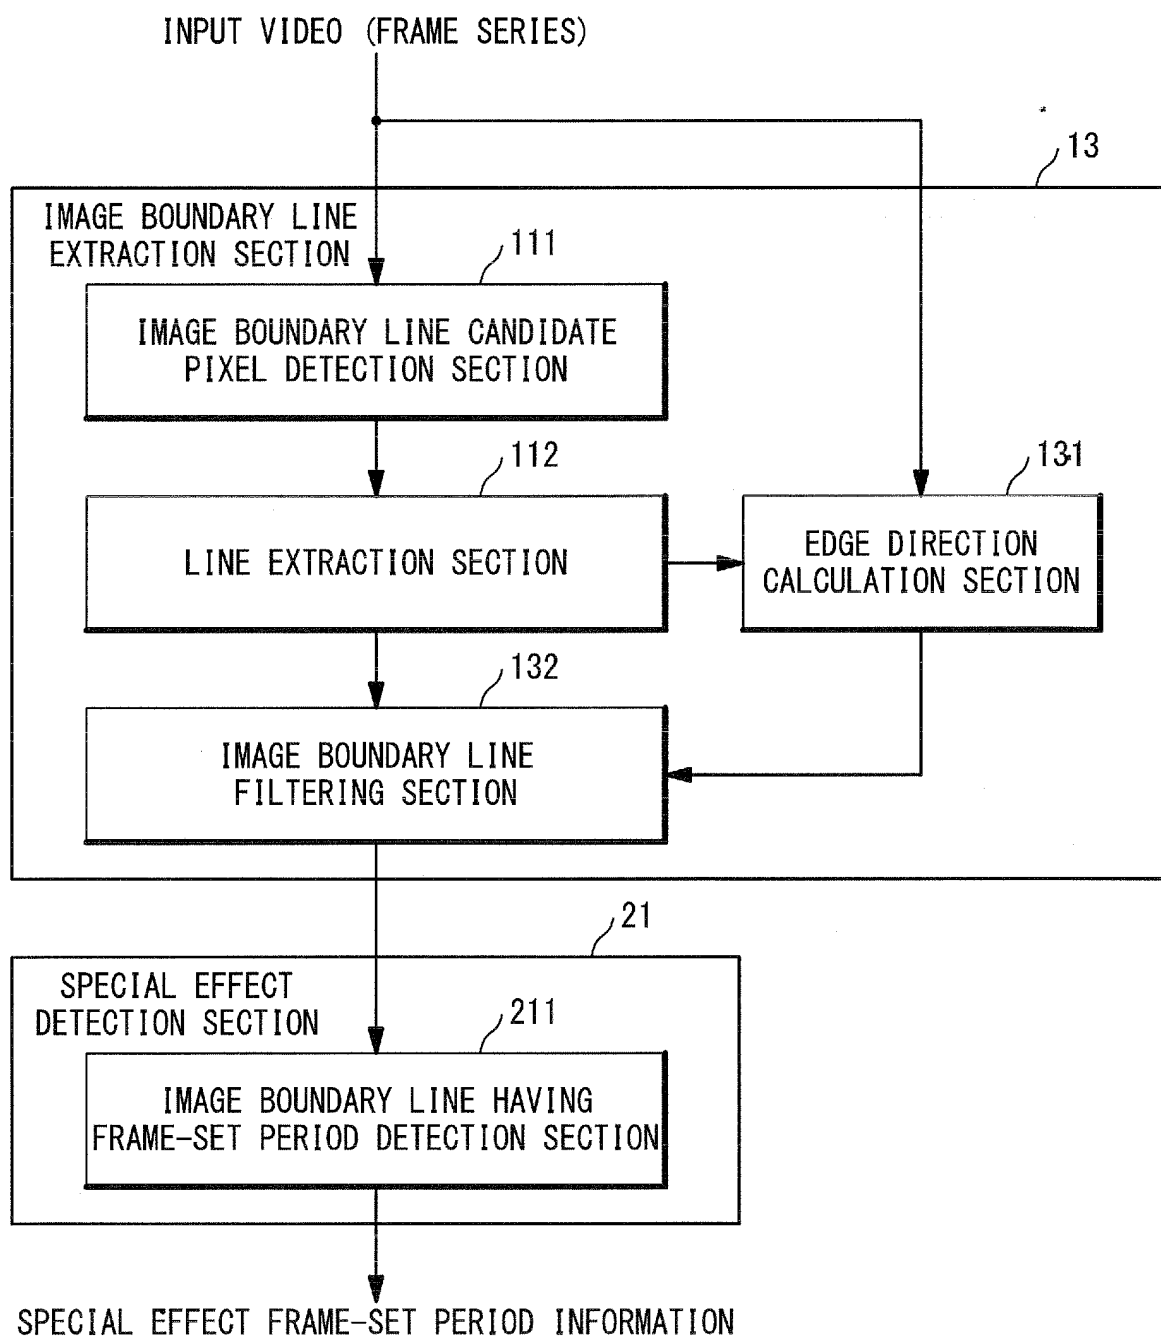 INPUT VIDEO (FRAME SERIES)
13
IMAGE BOUNDARY LINE
EXTRACTION SECTION
111
IMAGE BOUNDARY LINE CANDIDATE
PIXEL DETECTION SECTION
112
LINE EXTRACTION SECTION
131
EDGE DIRECTION
CALCULATION SECTION
132
IMAGE BOUNDARY LINE
FILTERING SECTION
21
SPECIAL EFFECT
DETECTION SECTION
211
IMAGE BOUNDARY LINE HAVING
FRAME-SET PERIOD DETECTION SECTION
SPECIAL EFFECT FRAME-SET PERIOD INFORMATION